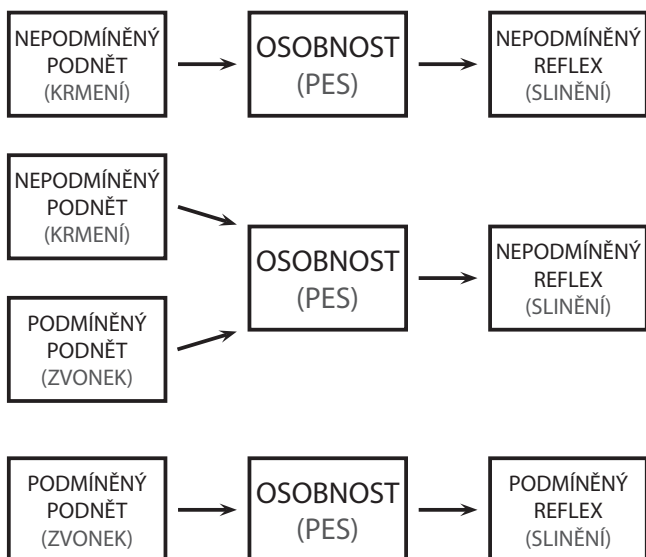 NEPODMÍNĚNÝ
PODNĚT
(KRMENÍ)
OSOBNOST
(PES)
NEPODMÍNĚNÝ
REFLEX
(SLINĚNÍ)
NEPODMÍNĚNÝ
PODNĚT
(KRMENÍ)
PODMÍNĚNÝ
PODNĚT
(ZVONEK)
OSOBNOST
(PES)
NEPODMÍNĚNÝ
REFLEX
(SLINĚNÍ)
PODMÍNĚNÝ
PODNĚT
(ZVONEK)
OSOBNOST
(PES)
PODMÍNĚNÝ
REFLEX
(SLINĚNÍ)